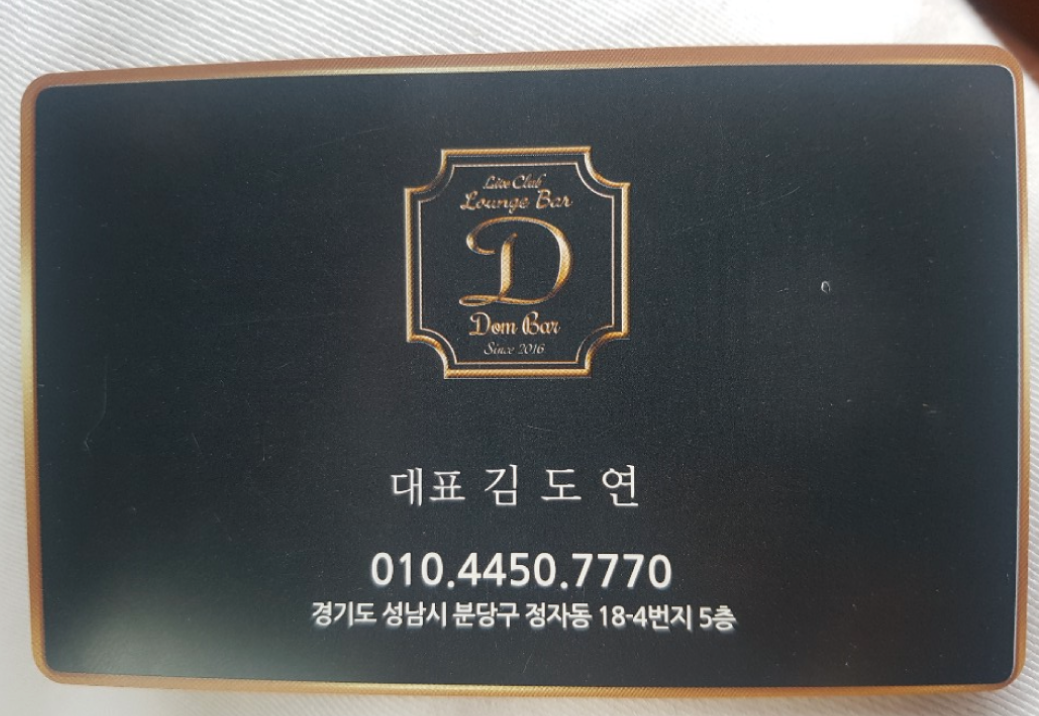 Live Club
Lounge Bar
D
Dom Bar
Since 2016
대표 김 도 연
010.4450.7770
경기도 성남시 분당구 정자동 18-4번지 5층